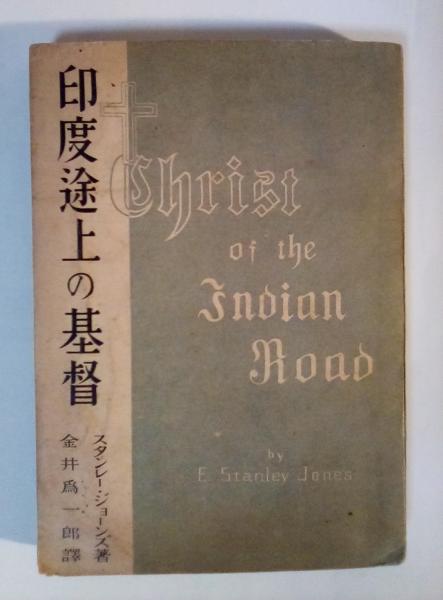 印度途上の基督
スタンレー・ジョーンズ著
金井爲一郎譯
Christ
of the
Indian
Road
by
E. Stanley Jones